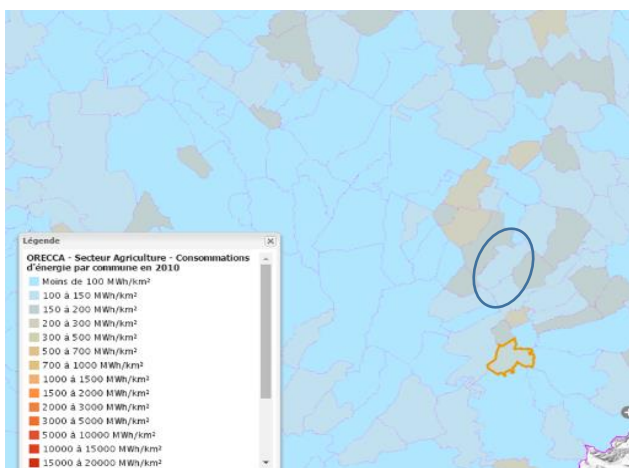 Légende
ORECCA - Secteur Agriculture - Consommations
d'énergie par commune en 2010
Moins de 100 MWh/km²
100 à 150 MWh/km²
150 à 200 MWh/km²
200 à 300 MWh/km²
300 à 500 MWh/km²
500 à 700 MWh/km²
700 à 1000 MWh/km²
1000 à 1500 MWh/km²
1500 à 2000 MWh/km²
2000 à 3000 MWh/km²
3000 à 5000 MWh/km²
5000 à 10000 MWh/km²
10000 à 15000 MWh/km²
15000 à 20000 MWh/km²